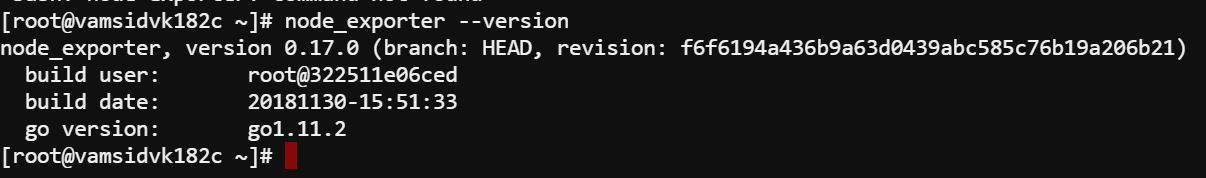 [root@vamsidvk182c ~]# node_exporter --version
node_exporter, version 0.17.0 (branch: HEAD, revision: f6f6194a436b9a63d0439abc585c76b19a206b21)
  build user:       root@322511e06ced
  build date:       20181130-15:51:33
  go version:       go1.11.2
[root@vamsidvk182c ~]#